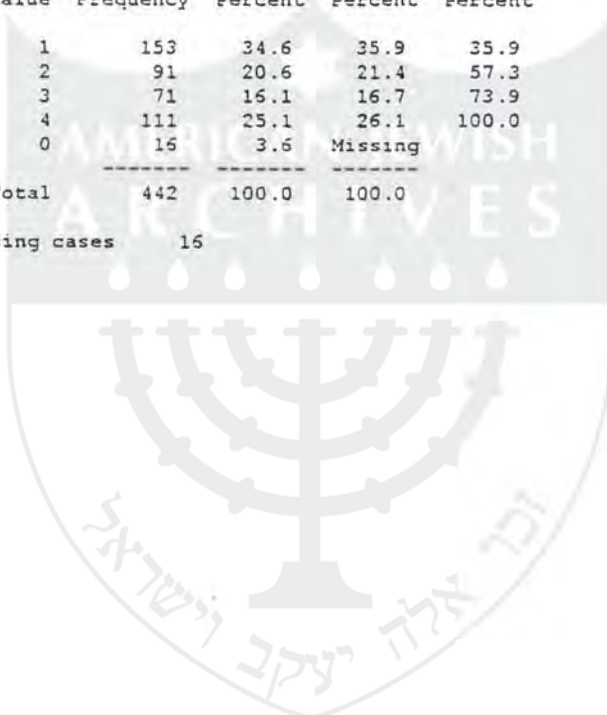 alue Frequency Percent Percent Percent
1 153 34.6 35.9 35.9
2 91 20.6 21.4 57.3
3 71 16.1 16.7 73.9
4 111 25.1 26.1 100.0
0 16 3.6 Missing
------- ------- -------
otal 442 100.0 100.0
ing cases 16
AMERICAN JEWISH
ARCHIVES
זכר אלה יעקב וישראל